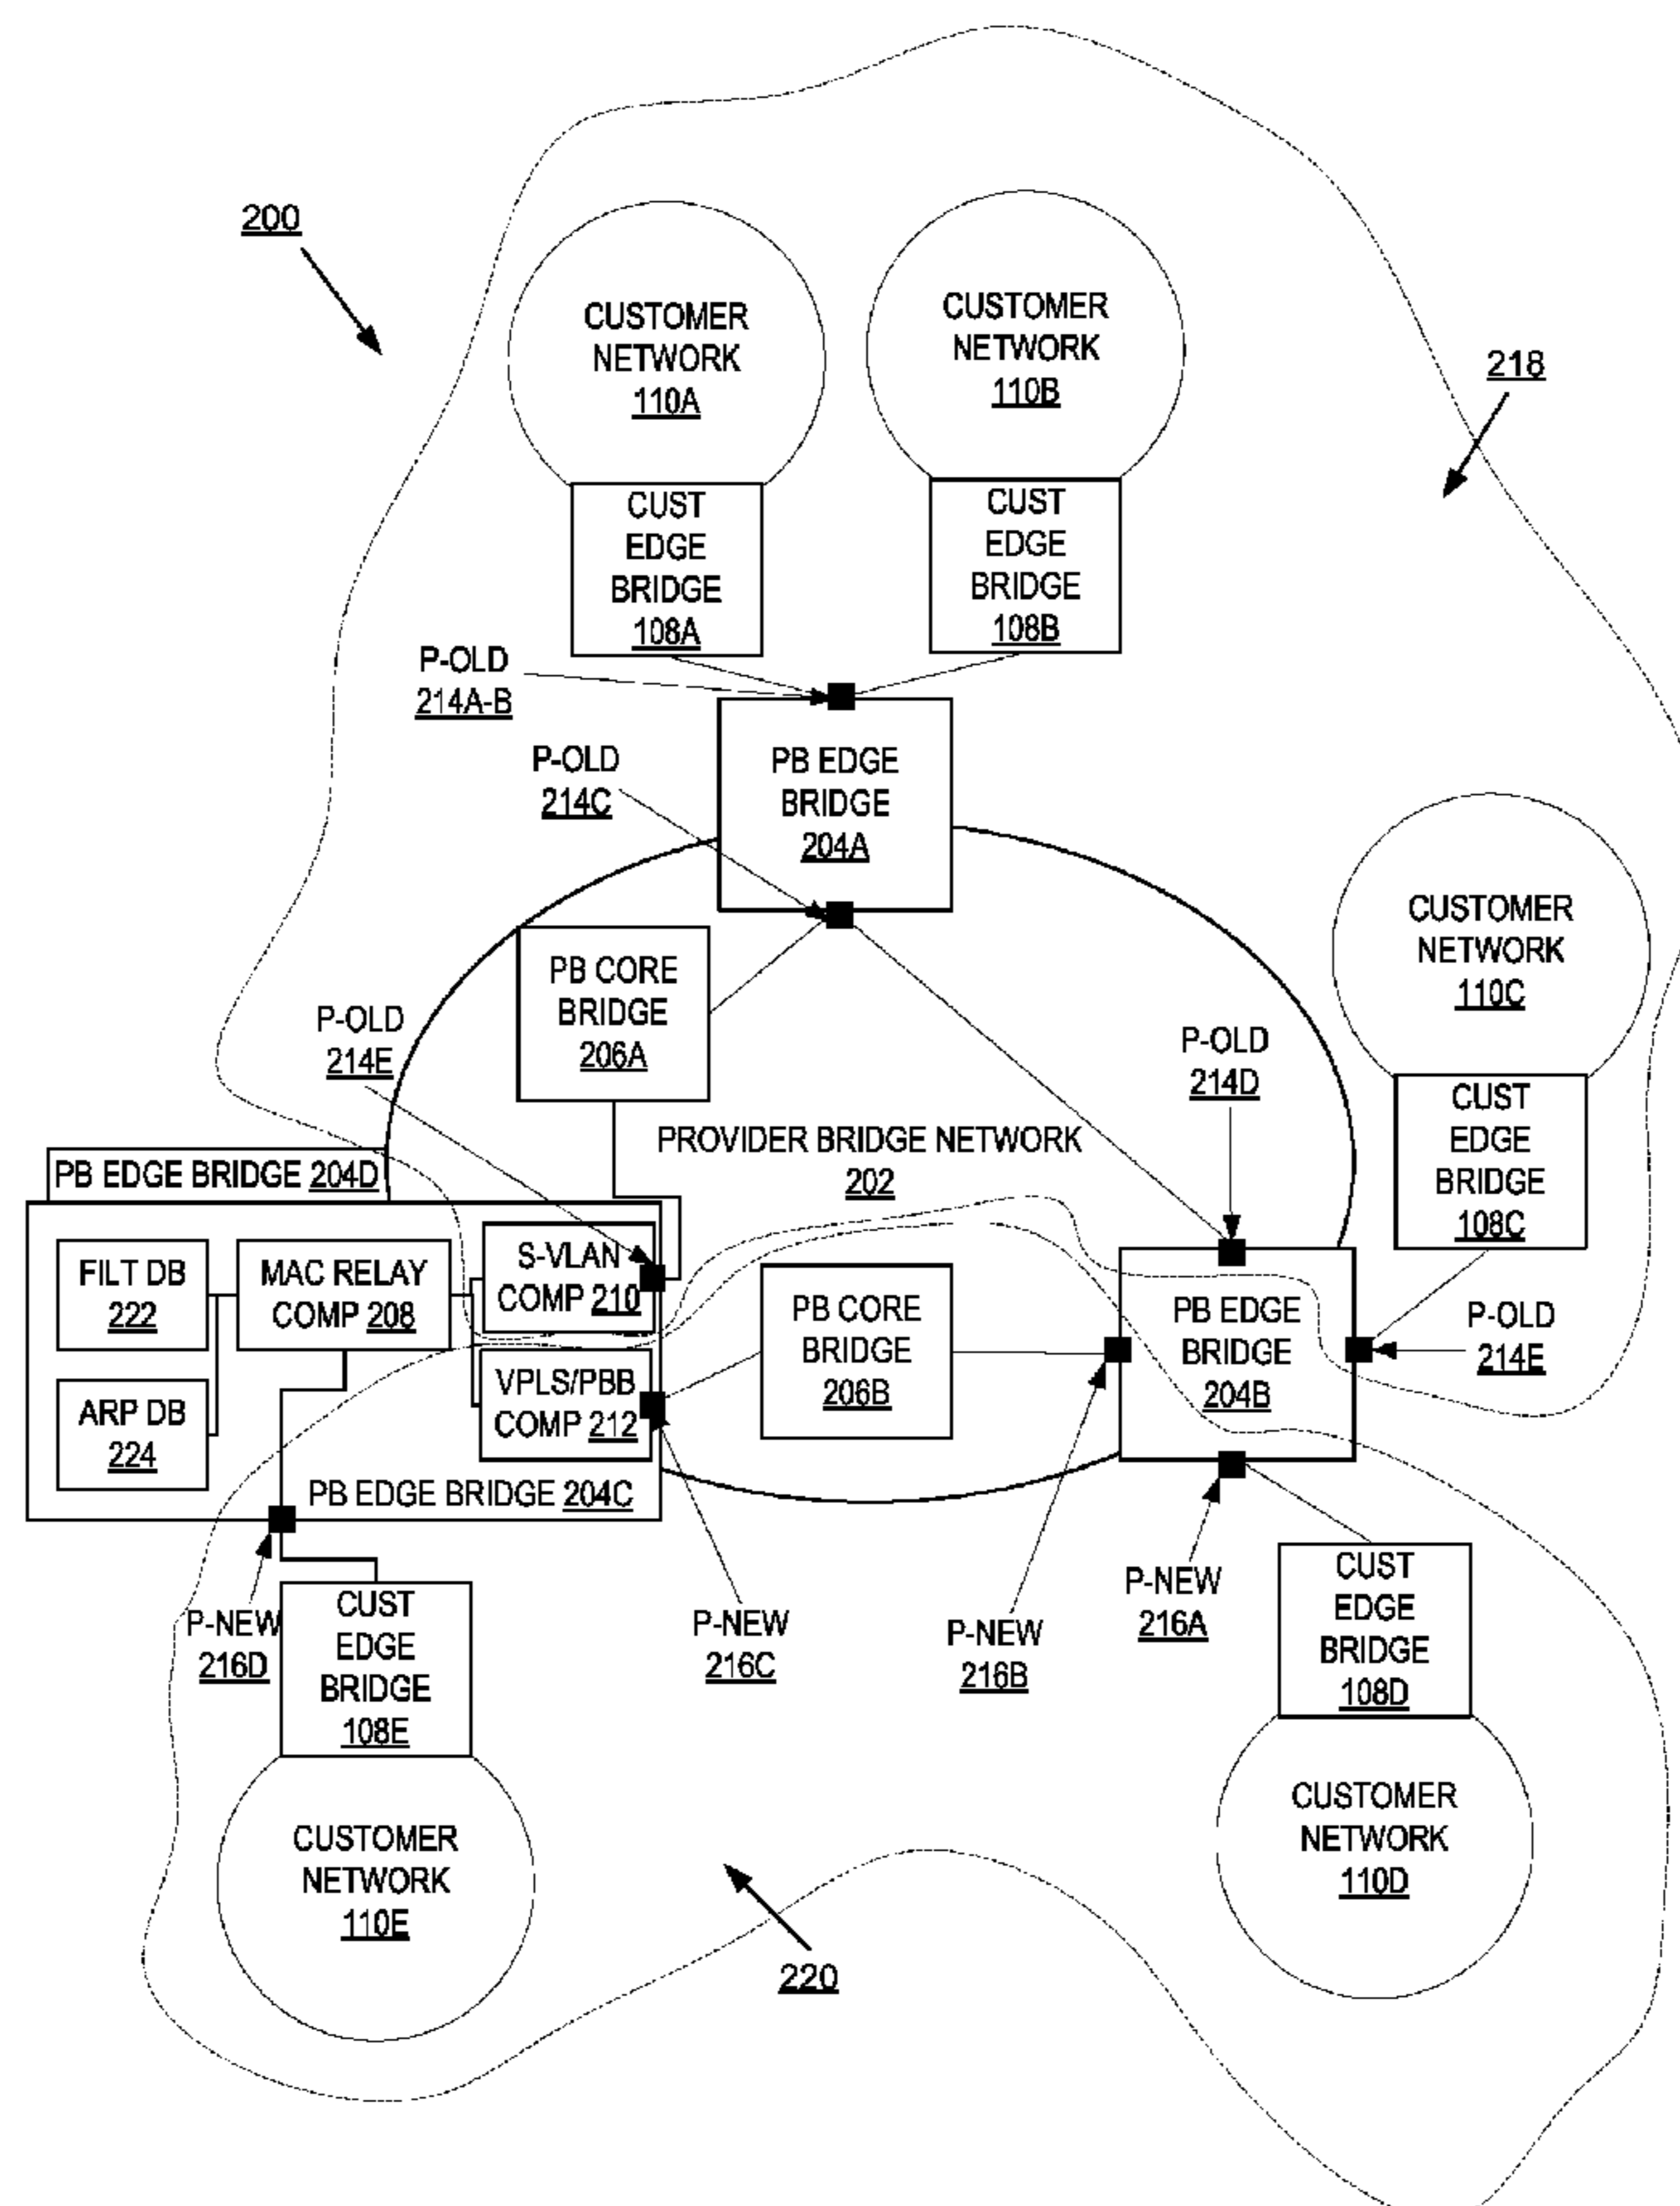 200
218
CUSTOMER
NETWORK
110A
CUSTOMER
NETWORK
110B
CUST
EDGE
BRIDGE
108A
CUST
EDGE
BRIDGE
108B
P-OLD
214A-B
P-OLD
214C
PB EDGE
BRIDGE
204A
CUSTOMER
NETWORK
110C
PB CORE
BRIDGE
206A
P-OLD
214E
P-OLD
214D
CUST
EDGE
BRIDGE
108C
PROVIDER BRIDGE NETWORK
202
PB EDGE BRIDGE 204D
FILT DB
222
MAC RELAY
COMP 208
S-VLAN
COMP 210
PB CORE
BRIDGE
206B
PB EDGE
BRIDGE
204B
P-OLD
214E
ARP DB
224
VPLS/PBB
COMP 212
PB EDGE BRIDGE 204C
P-NEW
216D
CUST
EDGE
BRIDGE
108E
P-NEW
216C
P-NEW
216B
P-NEW
216A
CUST
EDGE
BRIDGE
108D
CUSTOMER
NETWORK
110E
CUSTOMER
NETWORK
110D
220